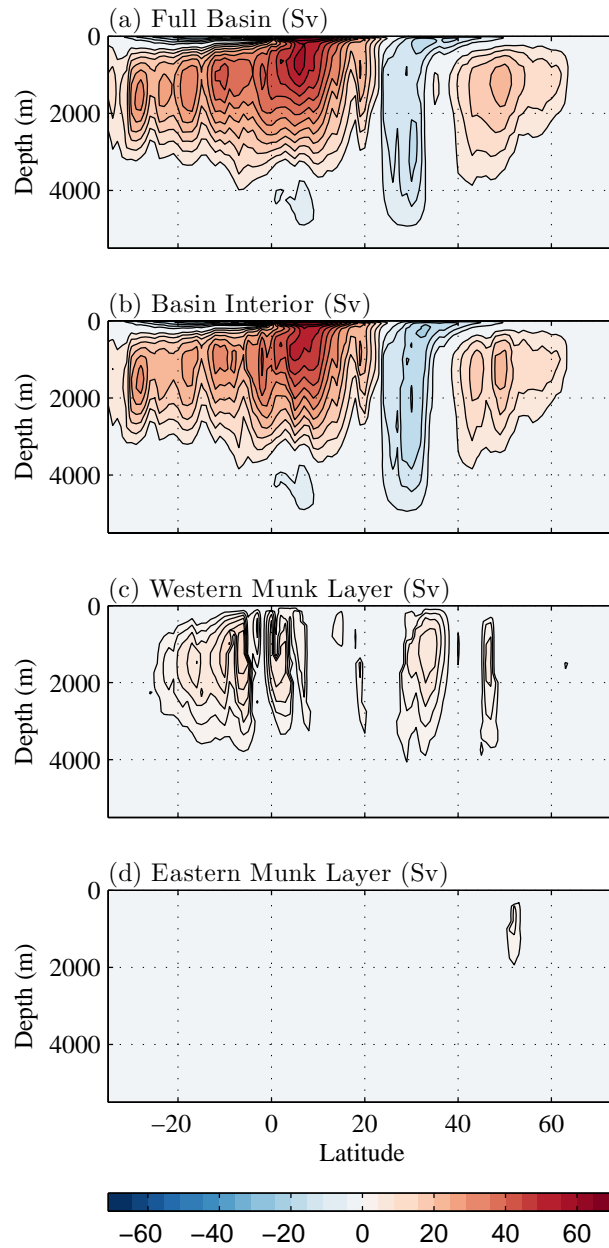 (a) Full Basin (Sv)
0
2000
4000
Depth (m)
(b) Basin Interior (Sv)
0
2000
4000
Depth (m)
(c) Western Munk Layer (Sv)
0
2000
4000
Depth (m)
(d) Eastern Munk Layer (Sv)
0
2000
4000
Depth (m)
−20 0 20 40 60
Latitude
−60 −40 −20 0 20 40 60